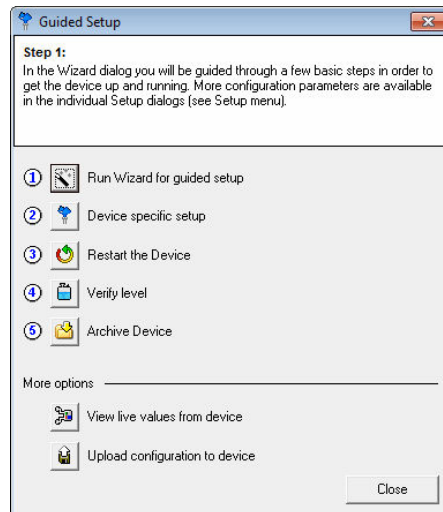 Guided Setup
Step 1:
In the Wizard dialog you will be guided through a few basic steps in order to
get the device up and running. More configuration parameters are available
in the individual Setup dialogs (see Setup menu).
1 Run Wizard for guided setup
2 Device specific setup
3 Restart the Device
4 Verify level
5 Archive Device
More options
View live values from device
Upload configuration to device
Close